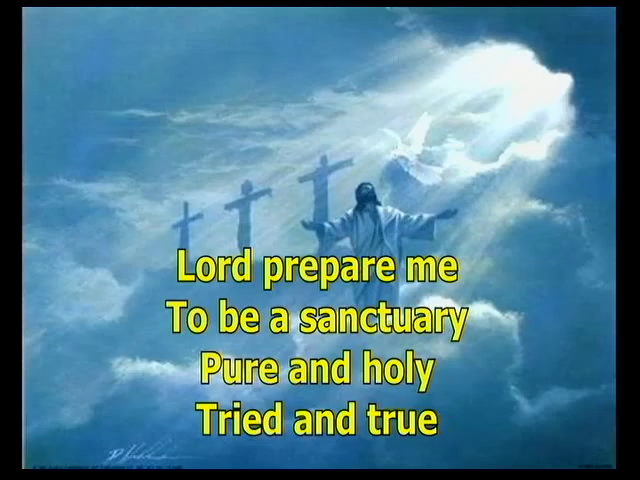 Lord prepare me
To be a sanctuary
Pure and holy
Tried and true